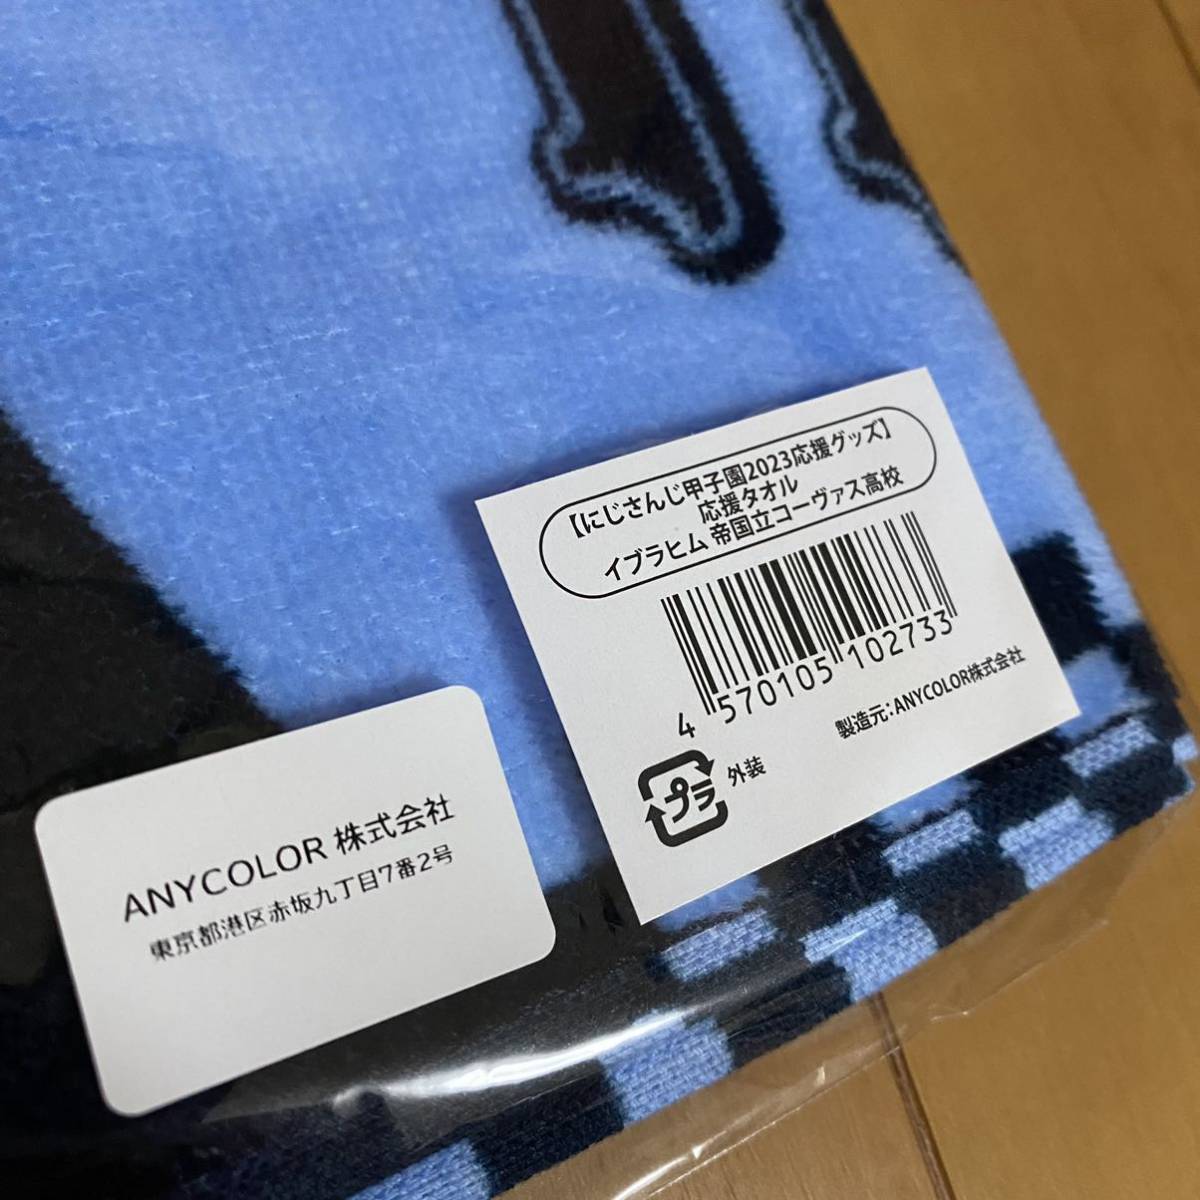 【にじさんじ甲子園2023応援グッズ】
応援タオル
イブラヒム 帝国立コーヴァス高校
4 570105 102733
製造元:ANYCOLOR株式会社
プラ 外装
ANYCOLOR 株式会社
東京都港区赤坂九丁目7番2号